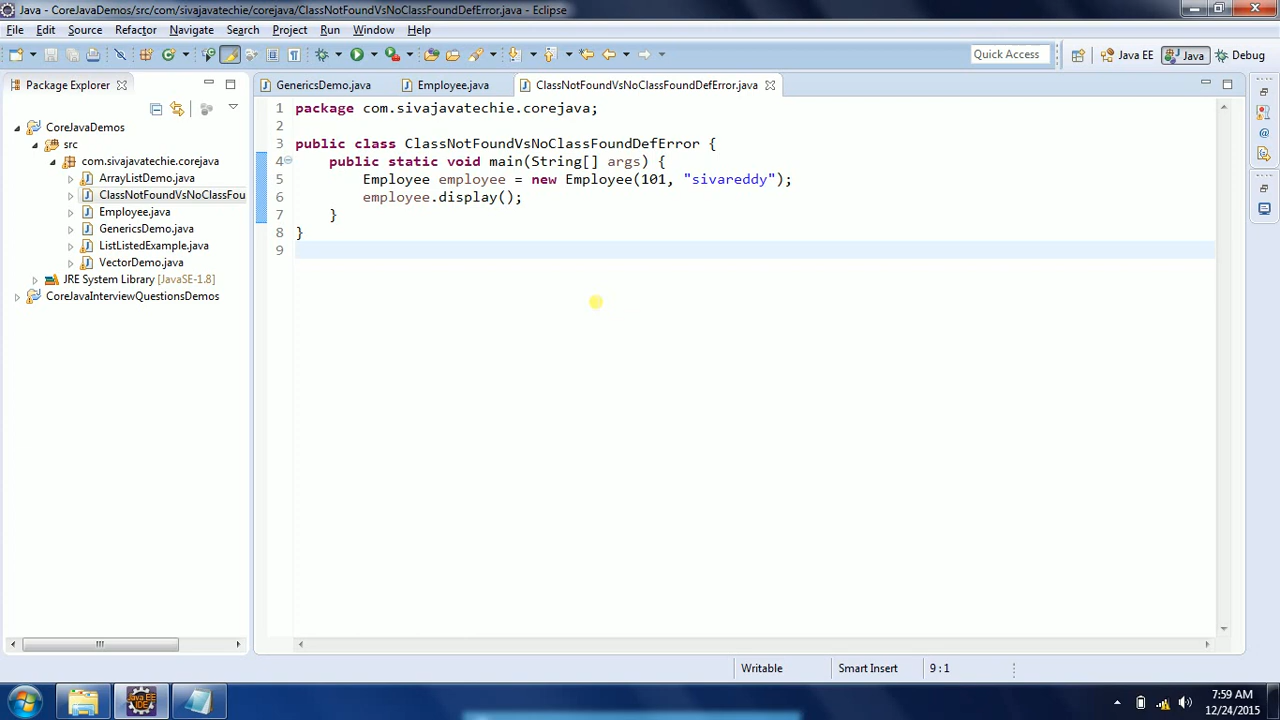 Java - CoreJavaDemos/src/com/sivajavatechie/corejava/ClassNotFoundVsNoClassFoundDefError.java - Eclipse
File Edit Source Refactor Navigate Search Project Run Window Help
Quick Access Java EE Java Debug
Package Explorer
GenericsDemo.java Employee.java ClassNotFoundVsNoClassFoundDefError.java
CoreJavaDemos
src
com.sivajavatechie.corejava
ArrayListDemo.java
ClassNotFoundVsNoClassFou
Employee.java
GenericsDemo.java
ListListedExample.java
VectorDemo.java
JRE System Library [JavaSE-1.8]
CoreJavaInterviewQuestionsDemos
1 package com.sivajavatechie.corejava;
2
3 public class ClassNotFoundVsNoClassFoundDefError {
4 public static void main(String[] args) {
5 Employee employee = new Employee(101, "sivareddy");
6 employee.display();
7 }
8 }
9
Writable Smart Insert 9 : 1
Java EE IDE
7:59 AM
12/24/2015